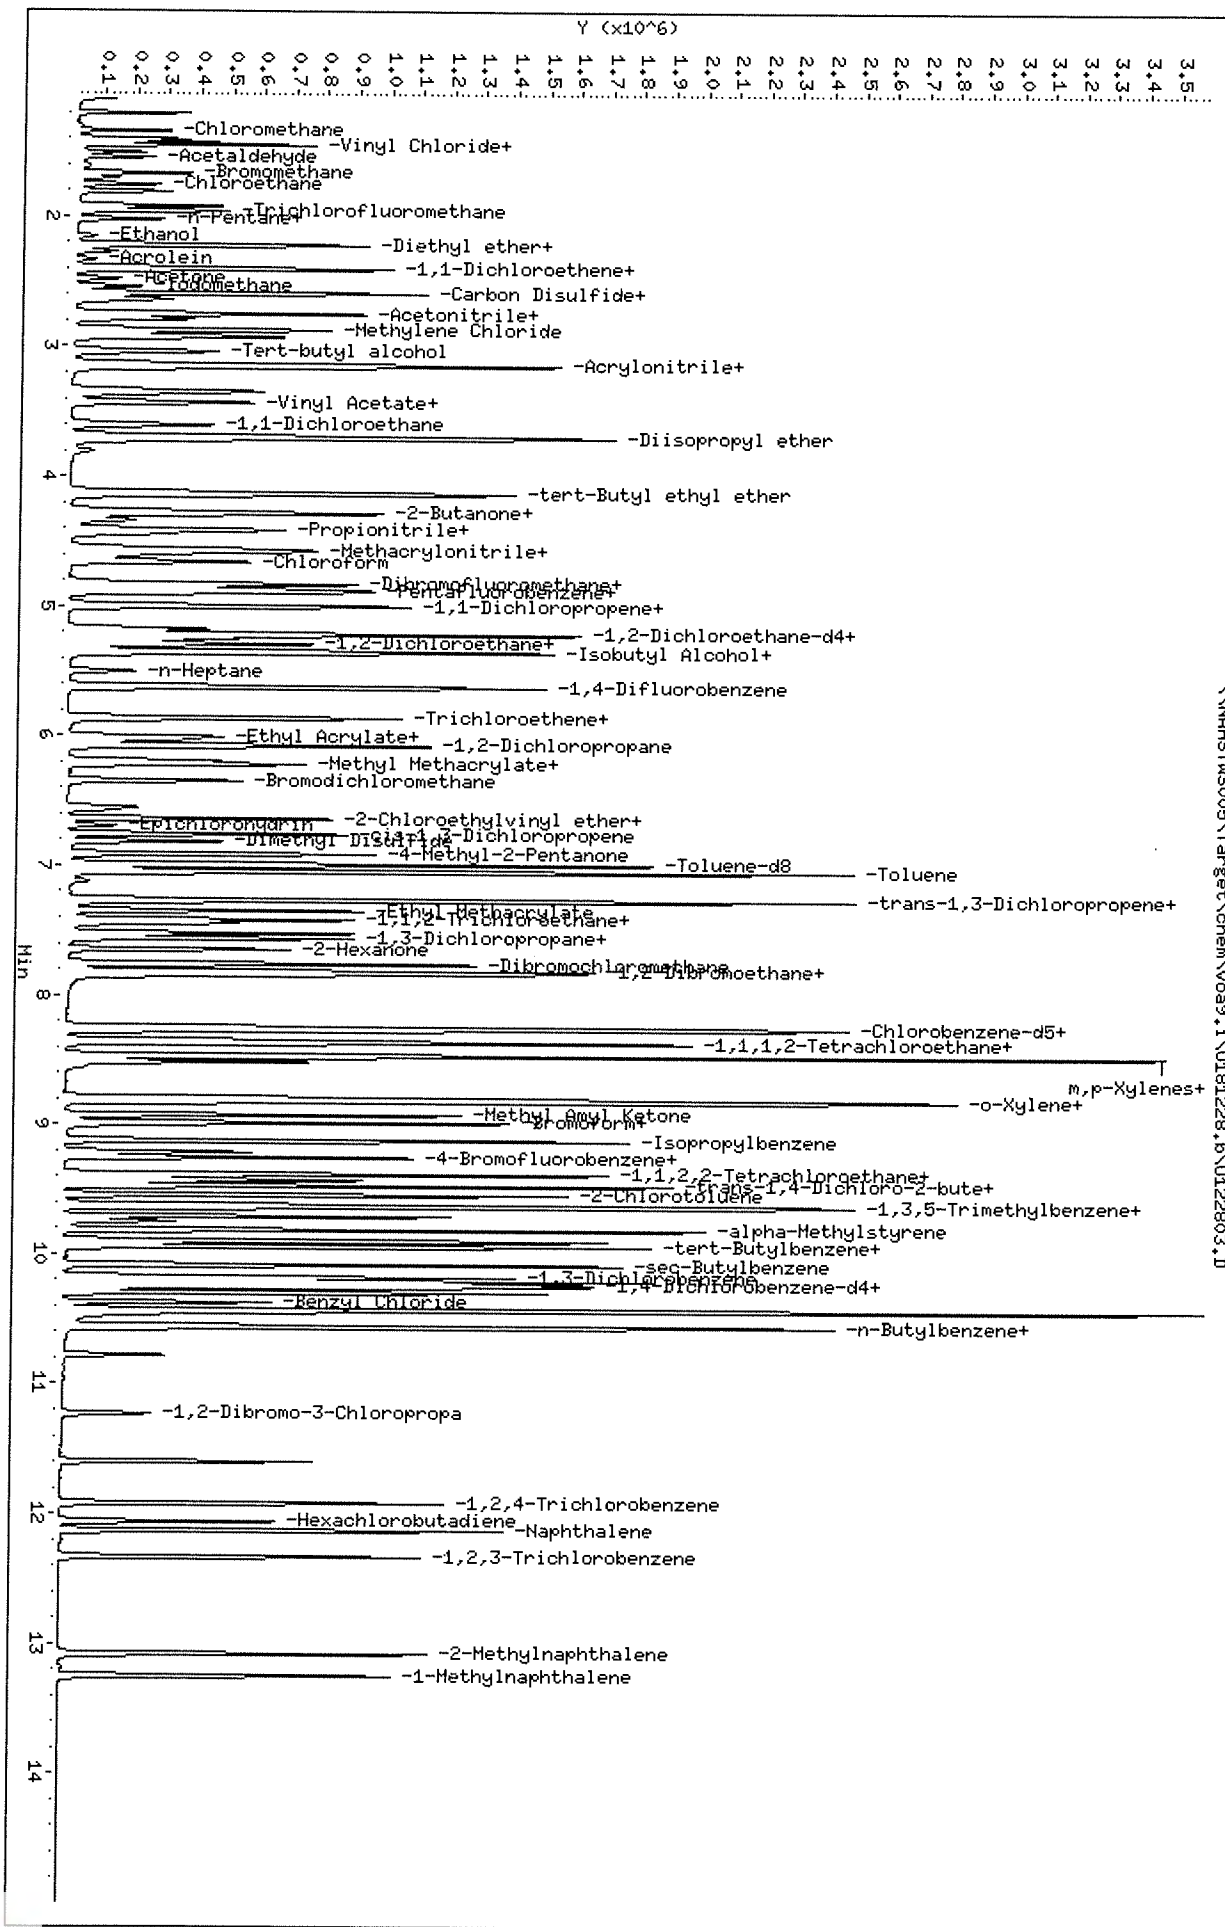 Y (x10^6)
0.1
0.2
0.3
0.4
0.5
0.6
0.7
0.8
0.9
1.0
1.1
1.2
1.3
1.4
1.5
1.6
1.7
1.8
1.9
2.0
2.1
2.2
2.3
2.4
2.5
2.6
2.7
2.8
2.9
3.0
3.1
3.2
3.3
3.4
3.5
-Chloromethane
-Vinyl Chloride+
-Acetaldehyde
-Bromomethane
-Chloroethane
-Trichlorofluoromethane
2
-n-Pentane+
-Ethanol
-Diethyl ether+
-Acrolein
-1,1-Dichloroethene+
-Acetone
-Iodomethane
-Carbon Disulfide+
-Acetonitrile+
-Methylene Chloride
3
-Tert-butyl alcohol
-Acrylonitrile+
-Vinyl Acetate+
-1,1-Dichloroethane
-Diisopropyl ether
4
-tert-Butyl ethyl ether
-2-Butanone+
-Propionitrile+
-Methacrylonitrile+
-Chloroform
-Dibromofluoromethane+
-Pentafluorobenzene+
5
-1,1-Dichloropropene+
-1,2-Dichloroethane-d4+
-1,2-Dichloroethane+
-Isobutyl Alcohol+
-n-Heptane
-1,4-Difluorobenzene
-Trichloroethene+
6
-Ethyl Acrylate+
-1,2-Dichloropropane
-Methyl Methacrylate+
-Bromodichloromethane
-2-Chloroethylvinyl ether+
-Epichlorohydrin
-cis-1,3-Dichloropropene
-Dimethyl Disulfide
-4-Methyl-2-Pentanone
7
-Toluene-d8
-Toluene
-trans-1,3-Dichloropropene+
-Ethyl Methacrylate
-1,1,2-Trichloroethane+
-1,3-Dichloropropane+
-2-Hexanone
Min
-Dibromochloromethane
-1,2-Dibromoethane+
8
-Chlorobenzene-d5+
-1,1,1,2-Tetrachloroethane+
m,p-Xylenes+
-o-Xylene+
-Methyl Amyl Ketone
9
-Bromoform+
-Isopropylbenzene
-4-Bromofluorobenzene+
-1,1,2,2-Tetrachloroethane+
-trans-1,4-Dichloro-2-bute+
-2-Chlorotoluene
-1,3,5-Trimethylbenzene+
-alpha-Methylstyrene
-tert-Butylbenzene+
10
-sec-Butylbenzene
-1,3-Dichlorobenzene
-1,4-Dichlorobenzene-d4+
-Benzyl Chloride
-n-Butylbenzene+
11
-1,2-Dibromo-3-Chloropropa
-1,2,4-Trichlorobenzene
12
-Hexachlorobutadiene
-Naphthalene
-1,2,3-Trichlorobenzene
13
-2-Methylnaphthalene
-1-Methylnaphthalene
14